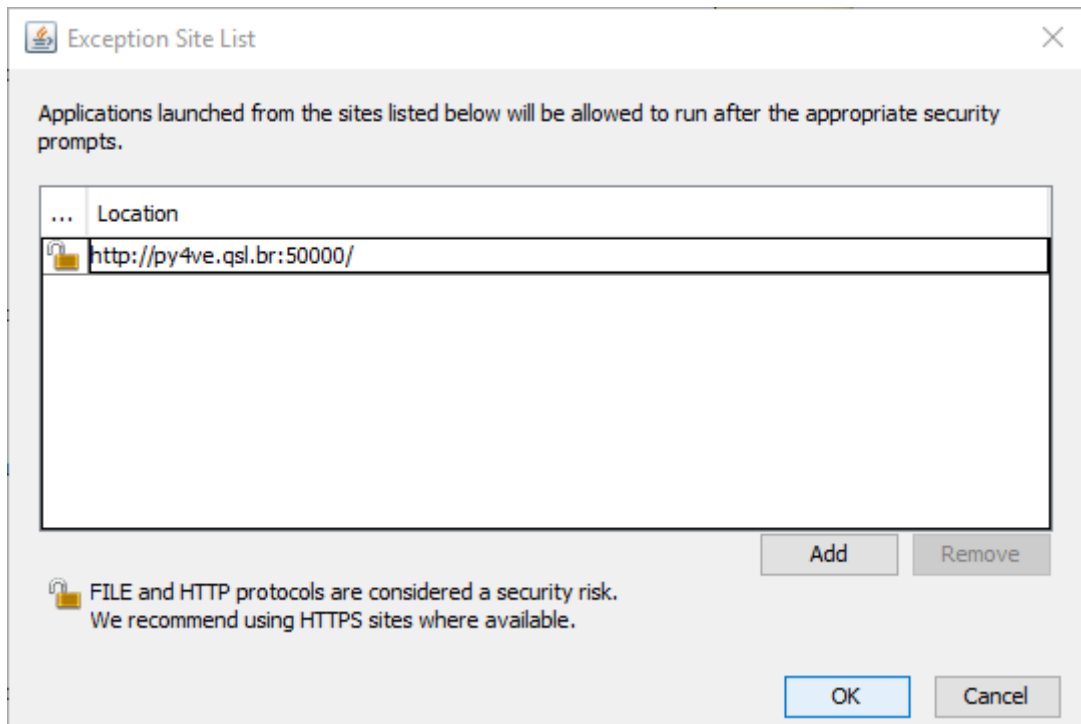 Exception Site List
Applications launched from the sites listed below will be allowed to run after the appropriate security
prompts.
... Location
http://py4ve.qsl.br:50000/
Add Remove
FILE and HTTP protocols are considered a security risk.
We recommend using HTTPS sites where available.
OK Cancel